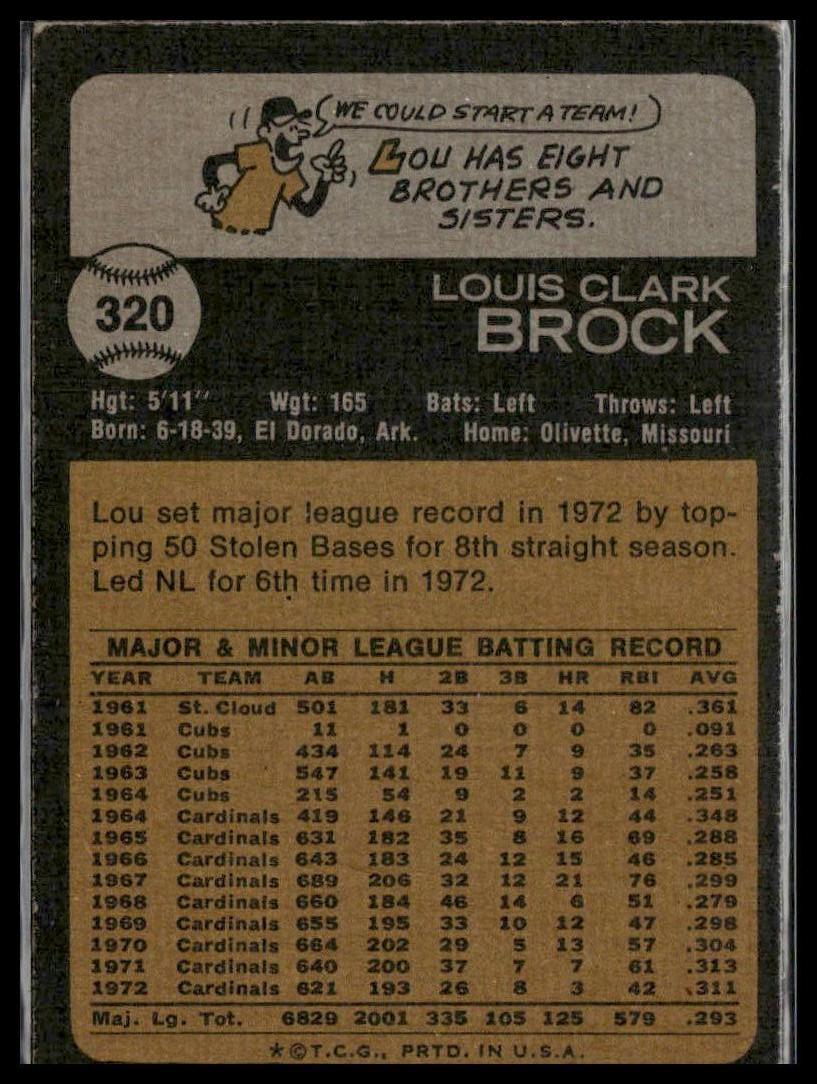 WE COULD START A TEAM!
LOU HAS EIGHT
BROTHERS AND
SISTERS.
320
LOUIS CLARK
BROCK
Hgt: 5'11" Wgt: 165 Bats: Left Throws: Left
Born: 6-18-39, El Dorado, Ark. Home: Olivette, Missouri
Lou set major league record in 1972 by top-
ping 50 Stolen Bases for 8th straight season.
Led NL for 6th time in 1972.
MAJOR & MINOR LEAGUE BATTING RECORD
YEAR TEAM AB H 2B 3B HR RBI AVG
1961 St. Cloud 501 181 33 6 14 82 .361
1961 Cubs 11 1 0 0 0 0 .091
1962 Cubs 434 114 24 7 9 35 .263
1963 Cubs 547 141 19 11 9 37 .258
1964 Cubs 215 54 9 2 2 14 .251
1964 Cardinals 419 146 21 9 12 44 .348
1965 Cardinals 631 182 35 8 16 69 .288
1966 Cardinals 643 183 24 12 15 46 .285
1967 Cardinals 689 206 32 12 21 76 .299
1968 Cardinals 660 184 46 14 6 51 .279
1969 Cardinals 655 195 33 10 12 47 .298
1970 Cardinals 664 202 29 5 13 57 .304
1971 Cardinals 640 200 37 7 7 61 .313
1972 Cardinals 621 193 26 8 3 42 .311
Maj. Lg. Tot. 6829 2001 335 105 125 579 .293
*©T.C.G., PRTD. IN U.S.A.